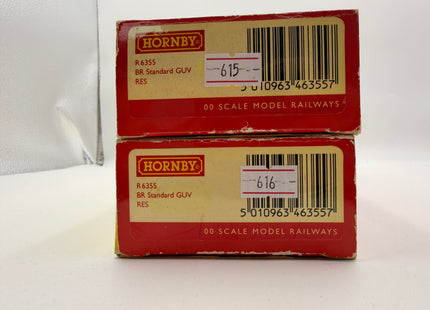 HORNBY®
R6355
BR Standard GUV
RES
615
5 010963 463557
00 SCALE MODEL RAILWAYS
HORNBY®
R6355
BR Standard GUV
RES
616
5 010963 463557
00 SCALE MODEL RAILWAYS